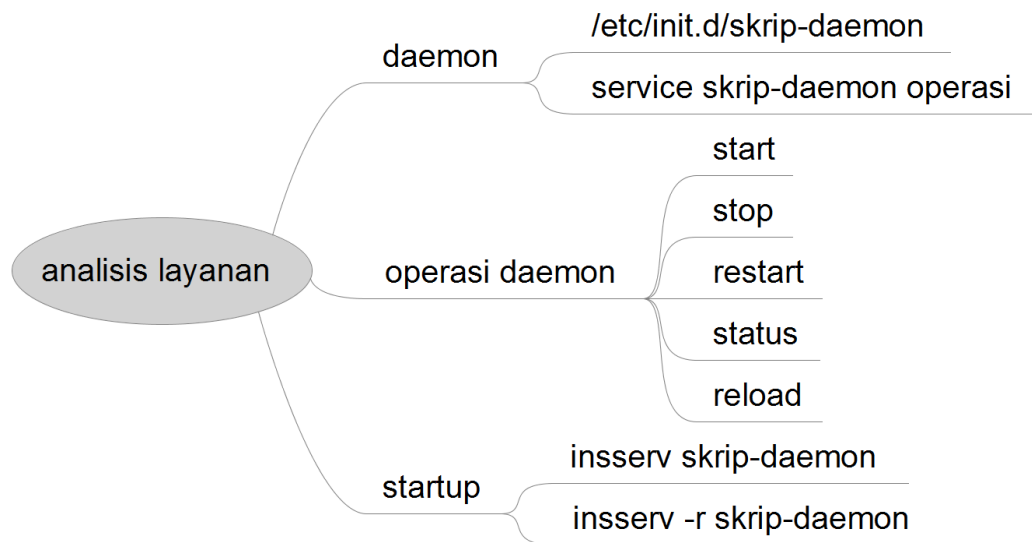 analisis layanan
daemon
/etc/init.d/skrip-daemon
service skrip-daemon operasi
operasi daemon
start
stop
restart
status
reload
startup
insserv skrip-daemon
insserv -r skrip-daemon